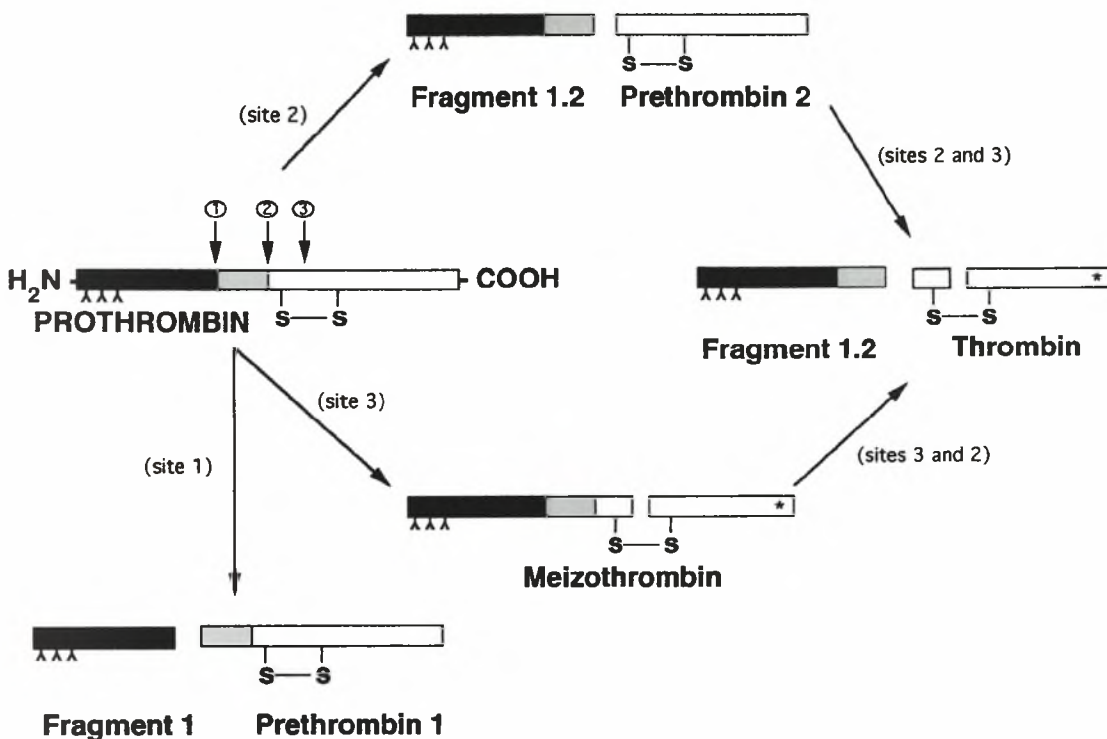 S S
Fragment 1.2 Prethrombin 2
(site 2)
(sites 2 and 3)
1 2 3
H2N COOH
S S
PROTHROMBIN
S S
Fragment 1.2 Thrombin
(site 3)
(site 1)
(sites 3 and 2)
*
*
S S
Meizothrombin
S S
Fragment 1 Prethrombin 1